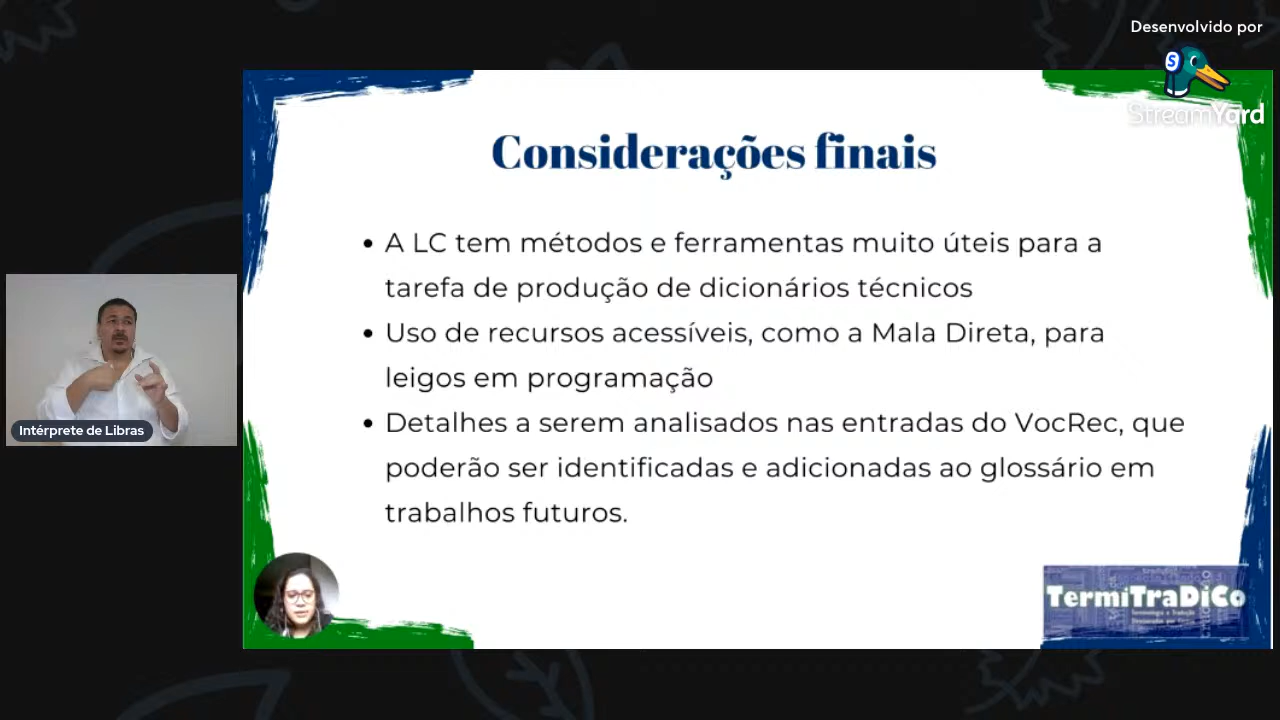 Desenvolvido por
StreamYard
Considerações finais
• A LC tem métodos e ferramentas muito úteis para a
tarefa de produção de dicionários técnicos
• Uso de recursos acessíveis, como a Mala Direta, para
leigos em programação
• Detalhes a serem analisados nas entradas do VocRec, que
poderão ser identificadas e adicionadas ao glossário em
trabalhos futuros.
Intérprete de Libras
TermiTraDiCo